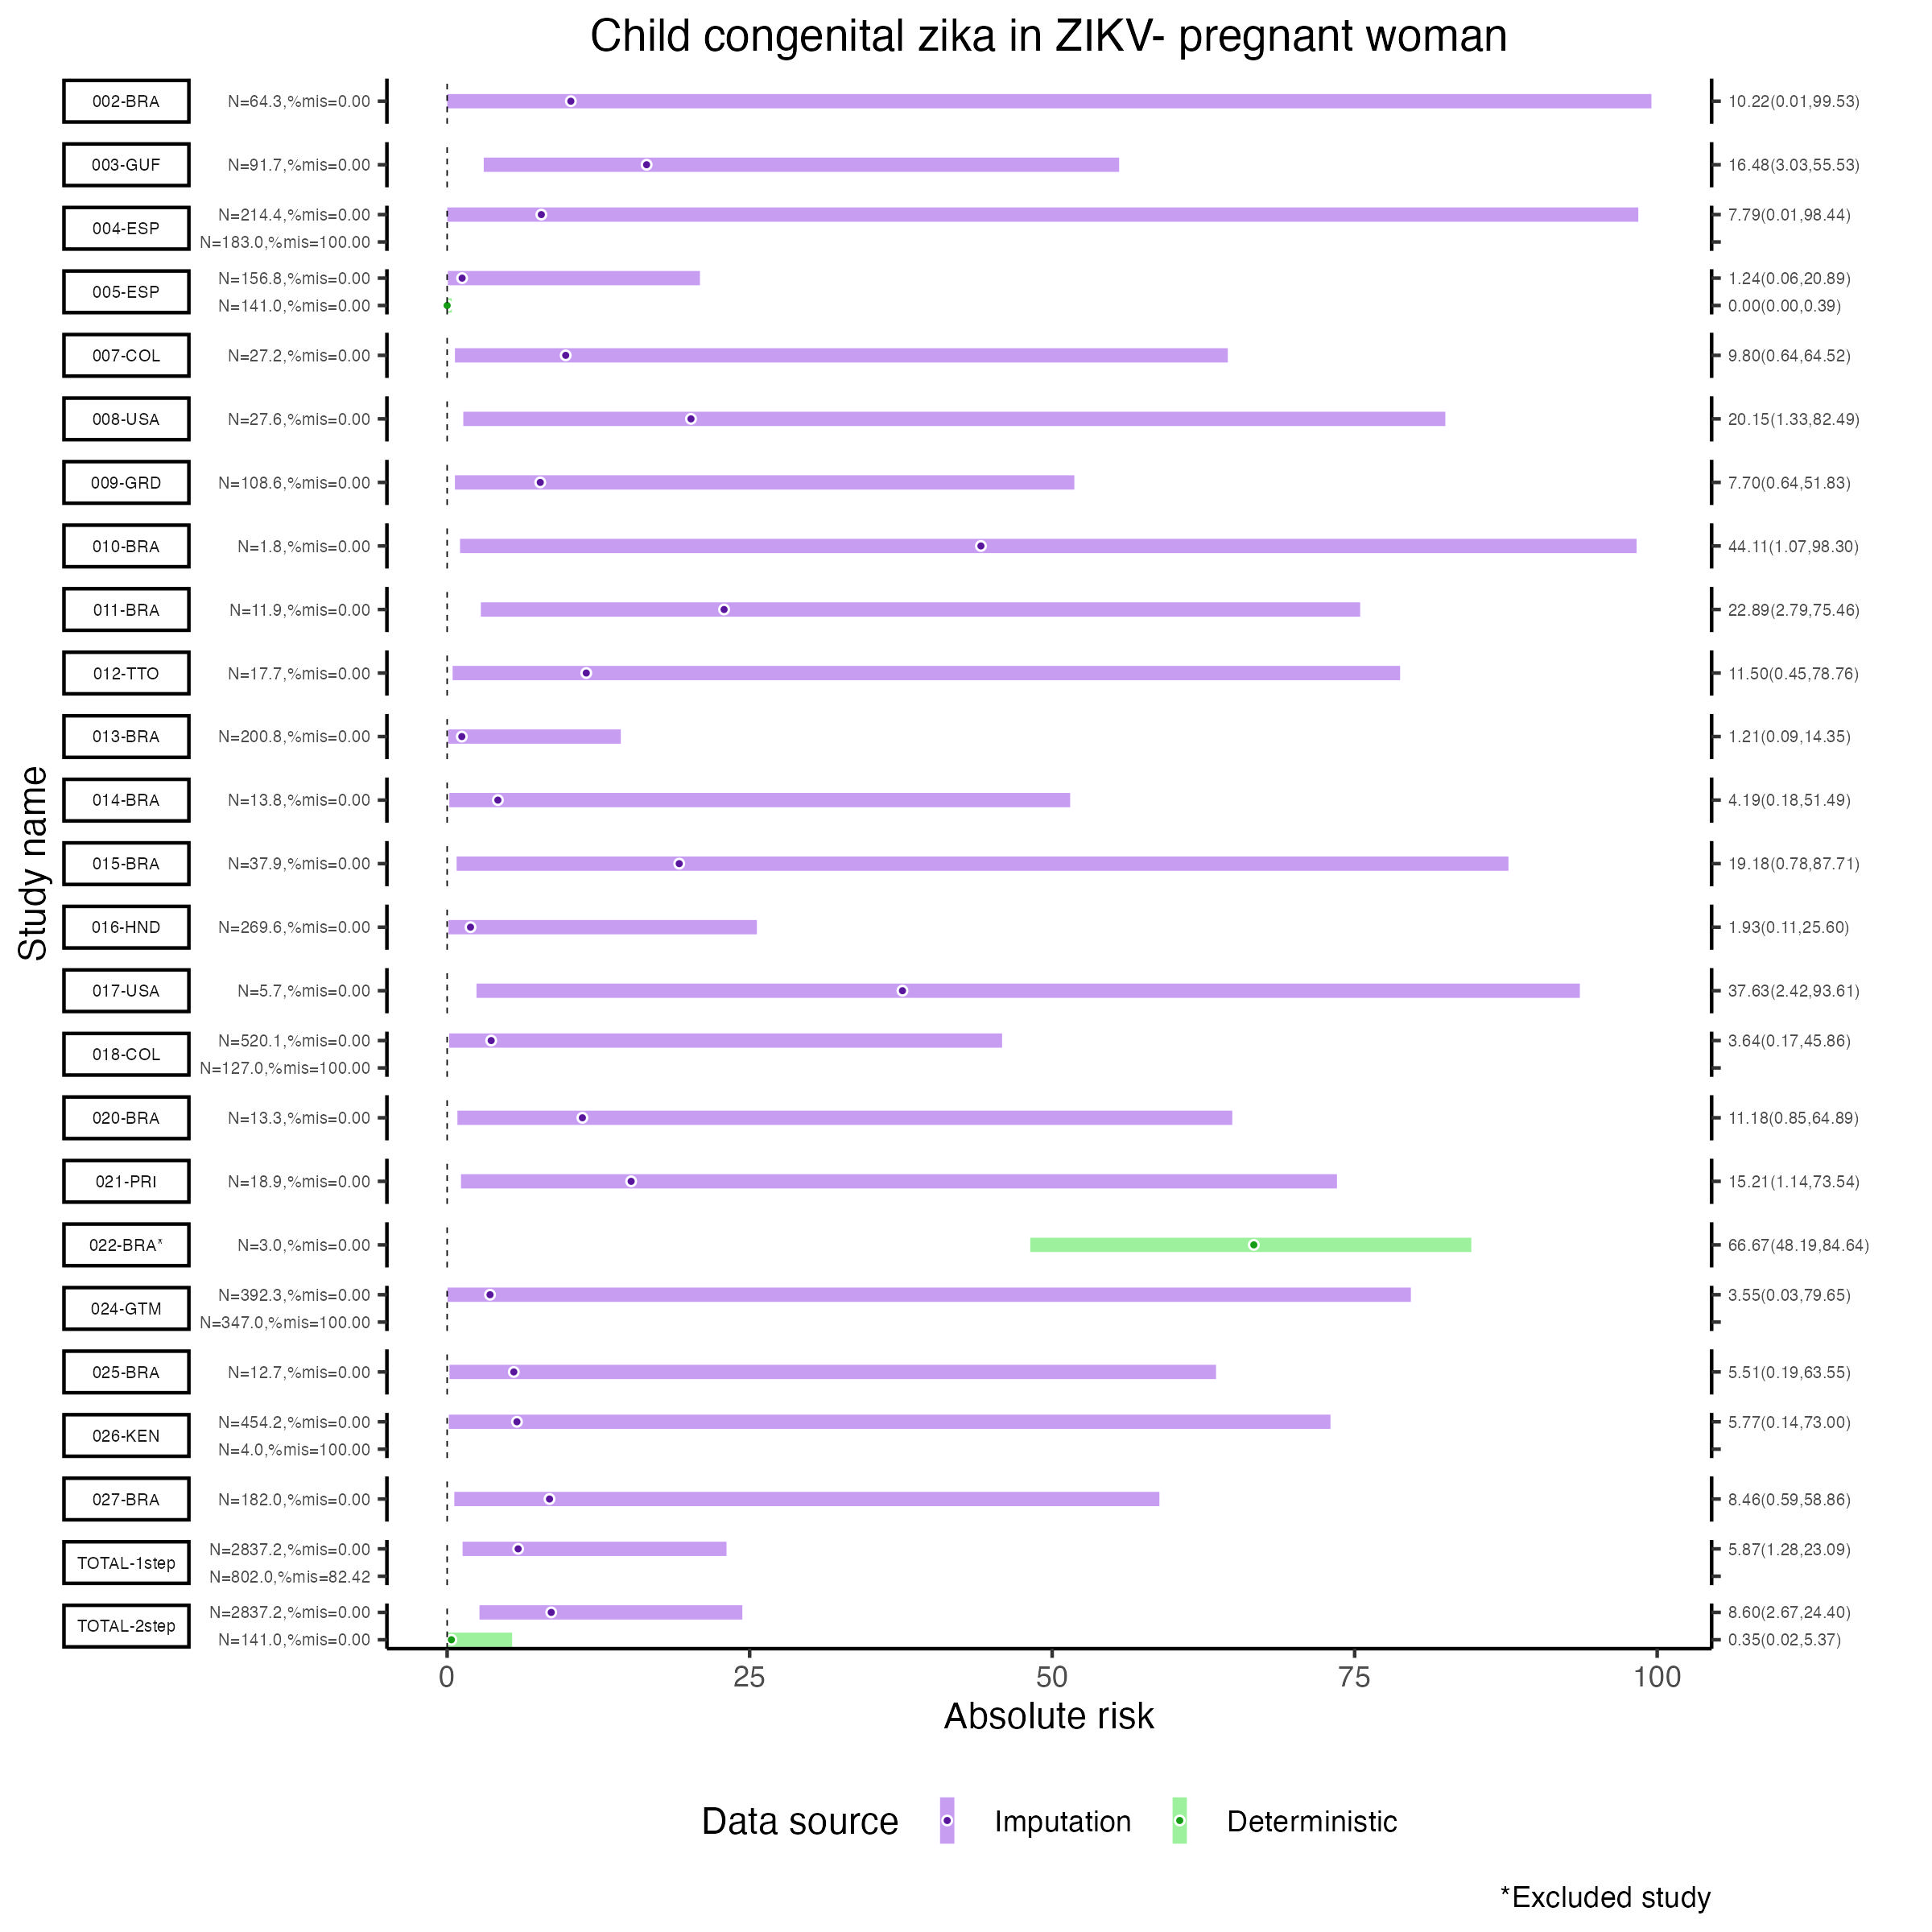 Child congenital zika in ZIKV- pregnant woman
002-BRA N=64.3,%mis=0.00 10.22(0.01,99.53)
003-GUF N=91.7,%mis=0.00 16.48(3.03,55.53)
004-ESP N=214.4,%mis=0.00 7.79(0.01,98.44)
N=183.0,%mis=100.00
005-ESP N=156.8,%mis=0.00 1.24(0.06,20.89)
N=141.0,%mis=0.00 0.00(0.00,0.39)
007-COL N=27.2,%mis=0.00 9.80(0.64,64.52)
008-USA N=27.6,%mis=0.00 20.15(1.33,82.49)
009-GRD N=108.6,%mis=0.00 7.70(0.64,51.83)
010-BRA N=1.8,%mis=0.00 44.11(1.07,98.30)
011-BRA N=11.9,%mis=0.00 22.89(2.79,75.46)
012-TTO N=17.7,%mis=0.00 11.50(0.45,78.76)
013-BRA N=200.8,%mis=0.00 1.21(0.09,14.35)
014-BRA N=13.8,%mis=0.00 4.19(0.18,51.49)
015-BRA N=37.9,%mis=0.00 19.18(0.78,87.71)
016-HND N=269.6,%mis=0.00 1.93(0.11,25.60)
017-USA N=5.7,%mis=0.00 37.63(2.42,93.61)
018-COL N=520.1,%mis=0.00 3.64(0.17,45.86)
N=127.0,%mis=100.00
020-BRA N=13.3,%mis=0.00 11.18(0.85,64.89)
021-PRI N=18.9,%mis=0.00 15.21(1.14,73.54)
022-BRA* N=3.0,%mis=0.00 66.67(48.19,84.64)
024-GTM N=392.3,%mis=0.00 3.55(0.03,79.65)
N=347.0,%mis=100.00
025-BRA N=12.7,%mis=0.00 5.51(0.19,63.55)
026-KEN N=454.2,%mis=0.00 5.77(0.14,73.00)
N=4.0,%mis=100.00
027-BRA N=182.0,%mis=0.00 8.46(0.59,58.86)
TOTAL-1step N=2837.2,%mis=0.00 5.87(1.28,23.09)
N=802.0,%mis=82.42
TOTAL-2step N=2837.2,%mis=0.00 8.60(2.67,24.40)
N=141.0,%mis=0.00 0.35(0.02,5.37)
Study name
0 25 50 75 100
Absolute risk
Data source Imputation Deterministic
*Excluded study